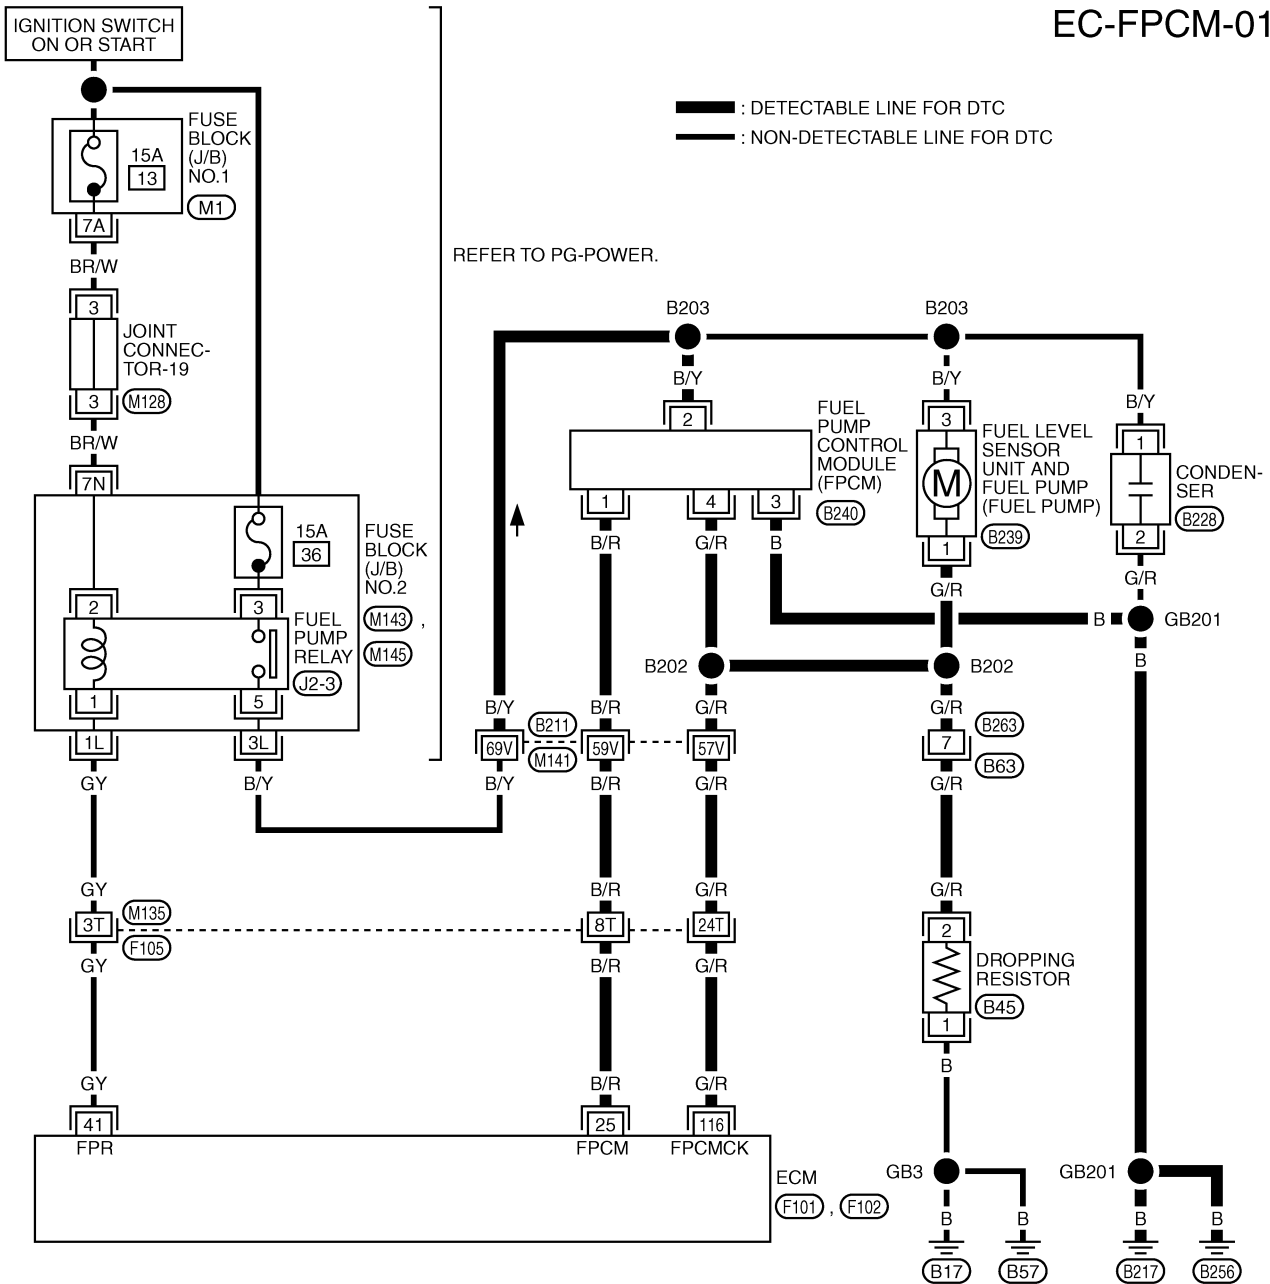 EC-FPCM-01
IGNITION SWITCH
ON OR START
: DETECTABLE LINE FOR DTC
: NON-DETECTABLE LINE FOR DTC
FUSE
BLOCK
(J/B)
NO.1
M1
15A
13
7A
BR/W
REFER TO PG-POWER.
3
JOINT
CONNEC-
TOR-19
M128
3
BR/W
7N
15A
36
FUSE
BLOCK
(J/B)
NO.2
M143 ,
M145
2
3
FUEL
PUMP
RELAY
J2-3
1
5
1L
3L
GY
B/Y
B203
B203
B/Y
B/Y
B/Y
2
FUEL
PUMP
CONTROL
MODULE
(FPCM)
B240
1
4
3
B/R
G/R
B
3
M
FUEL LEVEL
SENSOR
UNIT AND
FUEL PUMP
(FUEL PUMP)
B239
1
G/R
1
CONDEN-
SER
B228
2
G/R
B
GB201
B
B202
B202
B/Y
B/R
G/R
G/R
B211
M141
69V
59V
57V
B/Y
B/R
G/R
7
B263
B63
GY
B/R
G/R
G/R
3T
M135
F105
8T
24T
GY
B/R
G/R
2
DROPPING
RESISTOR
B45
1
B
GY
B/R
G/R
41
25
116
FPR
FPCM
FPCMCK
ECM
F101 , F102
GB3
GB201
B
B
B
B
B17
B57
B217
B256